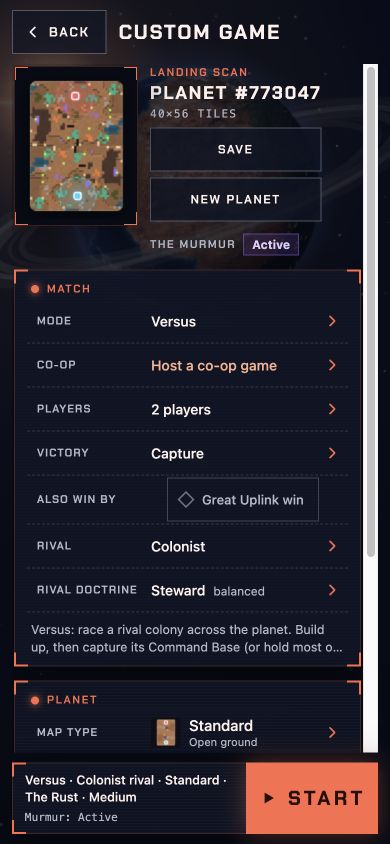 BACK
CUSTOM GAME
LANDING SCAN
PLANET #773047
40×56 TILES
SAVE
NEW PLANET
THE MURMUR Active
MATCH
MODE Versus
CO-OP Host a co-op game
PLAYERS 2 players
VICTORY Capture
ALSO WIN BY Great Uplink win
RIVAL Colonist
RIVAL DOCTRINE Steward balanced
Versus: race a rival colony across the planet. Build
up, then capture its Command Base (or hold most o...
PLANET
MAP TYPE Standard
Open ground
Versus · Colonist rival · Standard ·
The Rust · Medium
Murmur: Active
START